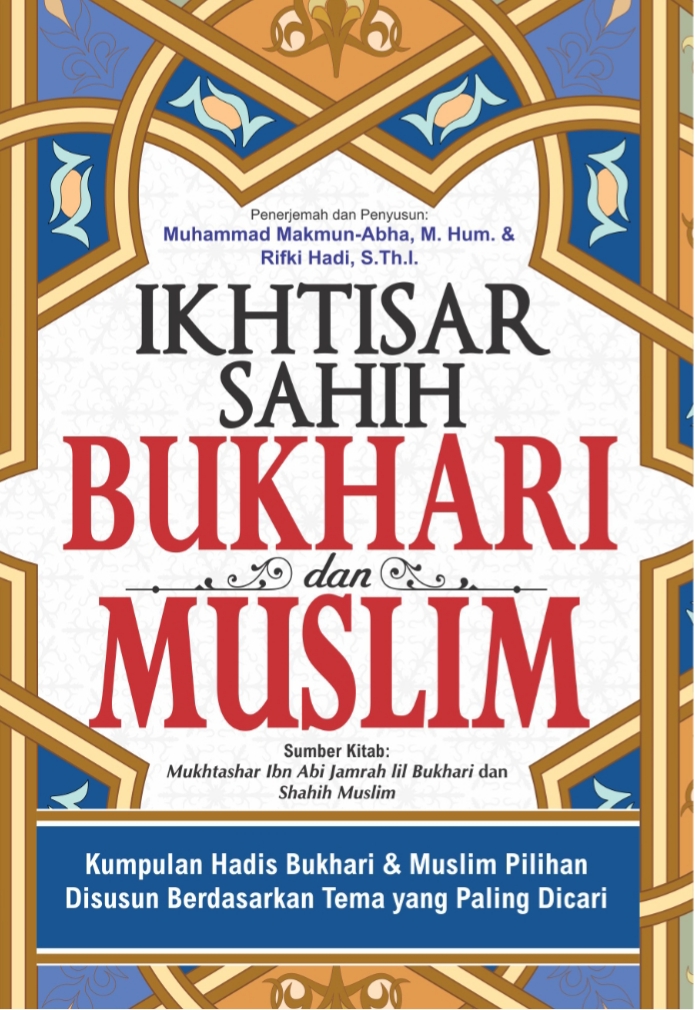 Penerjemah dan Penyusun:
Muhammad Makmun-Abha, M. Hum. &
Rifki Hadi, S.Th.I.
IKHTISAR
SAHIH
BUKHARI
dan
MUSLIM
Sumber Kitab:
Mukhtashar Ibn Abi Jamrah lil Bukhari dan
Shahih Muslim
Kumpulan Hadis Bukhari & Muslim Pilihan
Disusun Berdasarkan Tema yang Paling Dicari